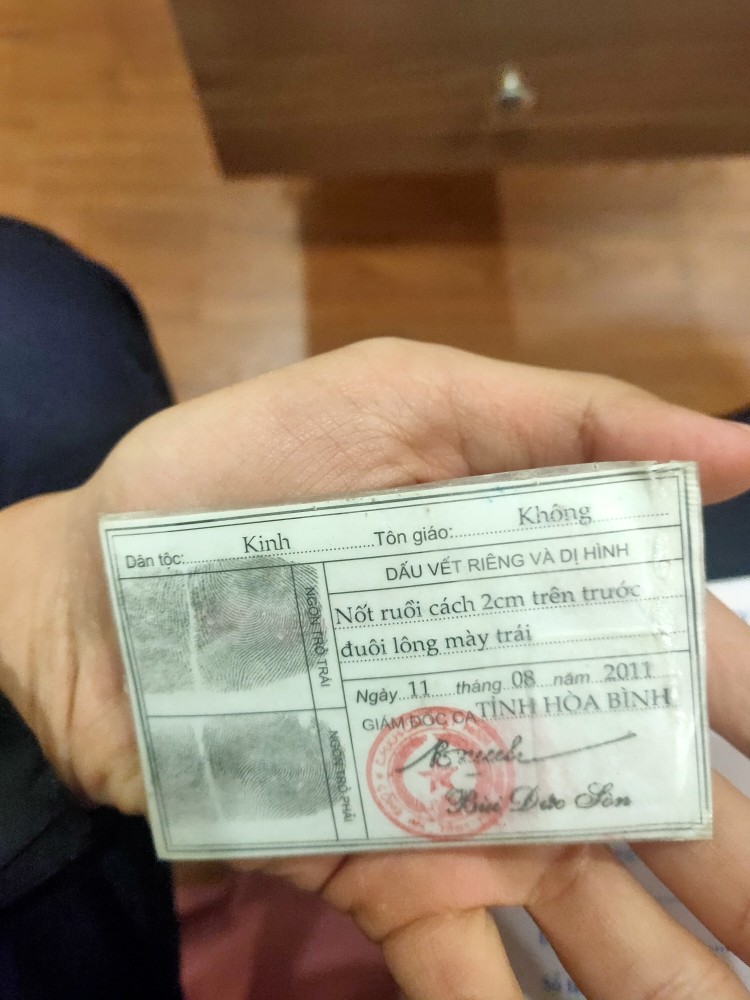 Dân tộc: Kinh Tôn giáo: Không
DẤU VẾT RIÊNG VÀ DỊ HÌNH
NGÓN TRỎ TRÁI
Nốt ruồi cách 2cm trên trước
đuôi lông mày trái
Ngày 11 tháng 08 năm 2011
GIÁM ĐỐC CA TỈNH HÒA BÌNH
NGÓN TRỎ PHẢI
Bùi Đức Sơn